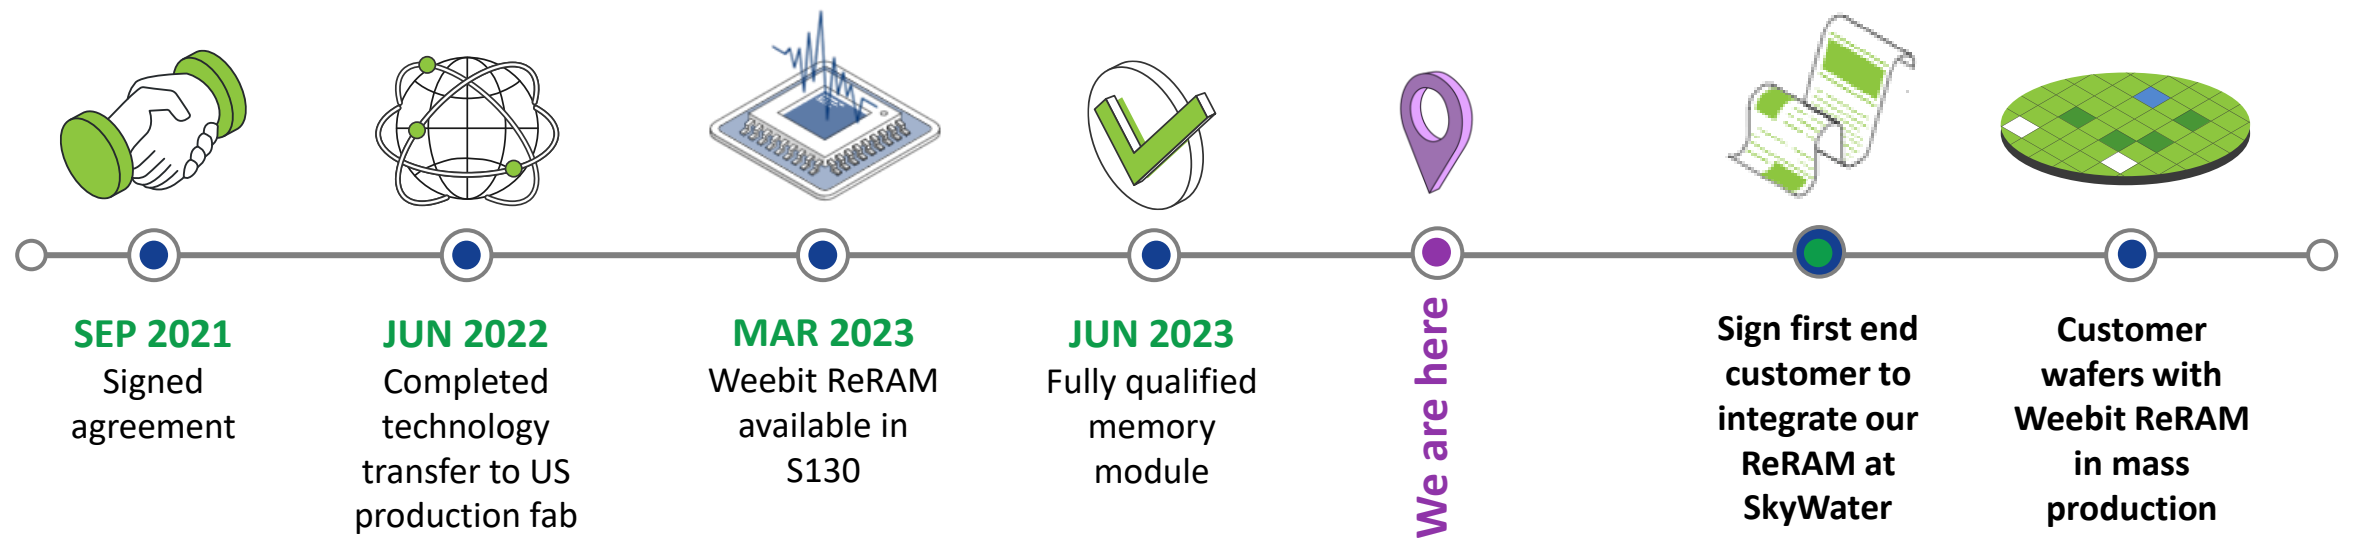 SEP 2021
Signed
agreement
JUN 2022
Completed
technology
transfer to US
production fab
MAR 2023
Weebit ReRAM
available in
S130
JUN 2023
Fully qualified
memory
module
We are here
Sign first end
customer to
integrate our
ReRAM at
SkyWater
Customer
wafers with
Weebit ReRAM
in mass
production